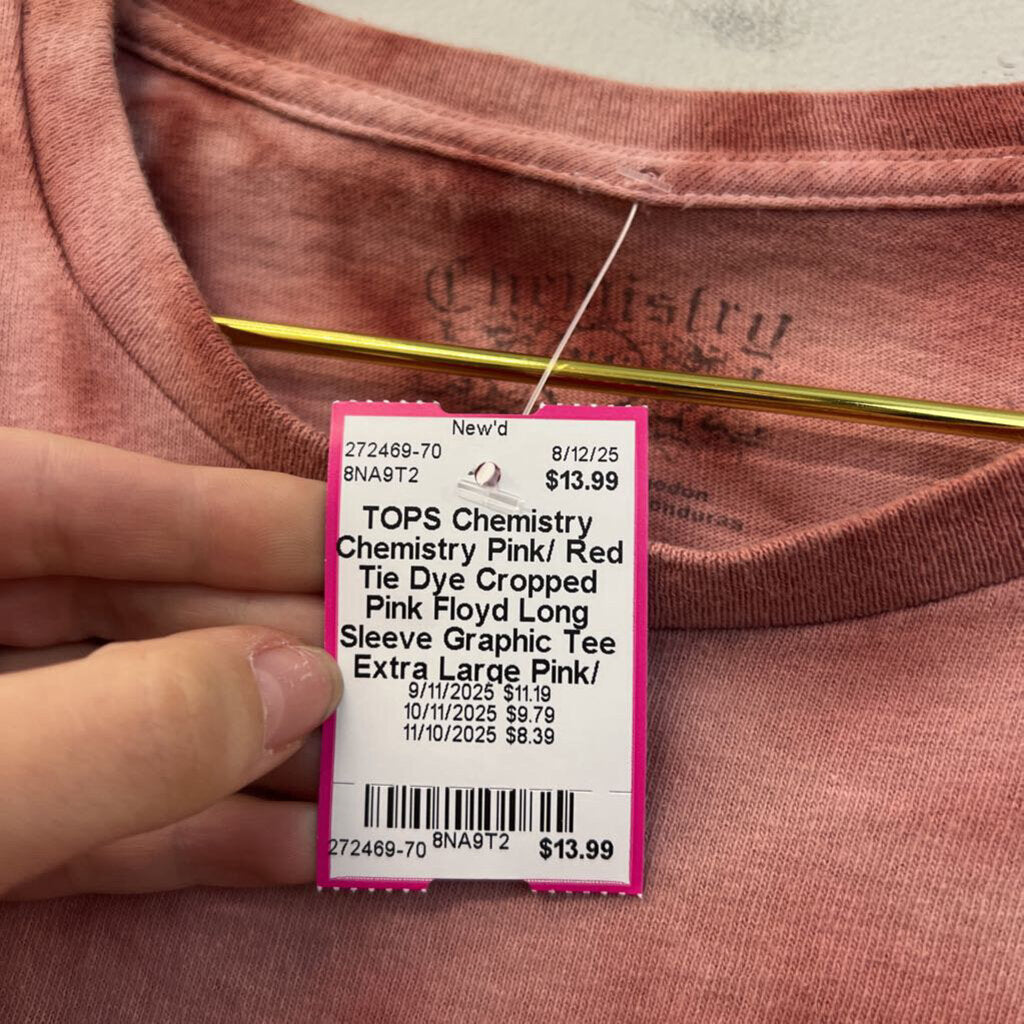 Chemistry
New'd
272469-70 8/12/25
8NA9T2 $13.99
TOPS Chemistry
Chemistry Pink/ Red
Tie Dye Cropped
Pink Floyd Long
Sleeve Graphic Tee
Extra Large Pink/
9/11/2025 $11.19
10/11/2025 $9.79
11/10/2025 $8.39
272469-70 8NA9T2 $13.99